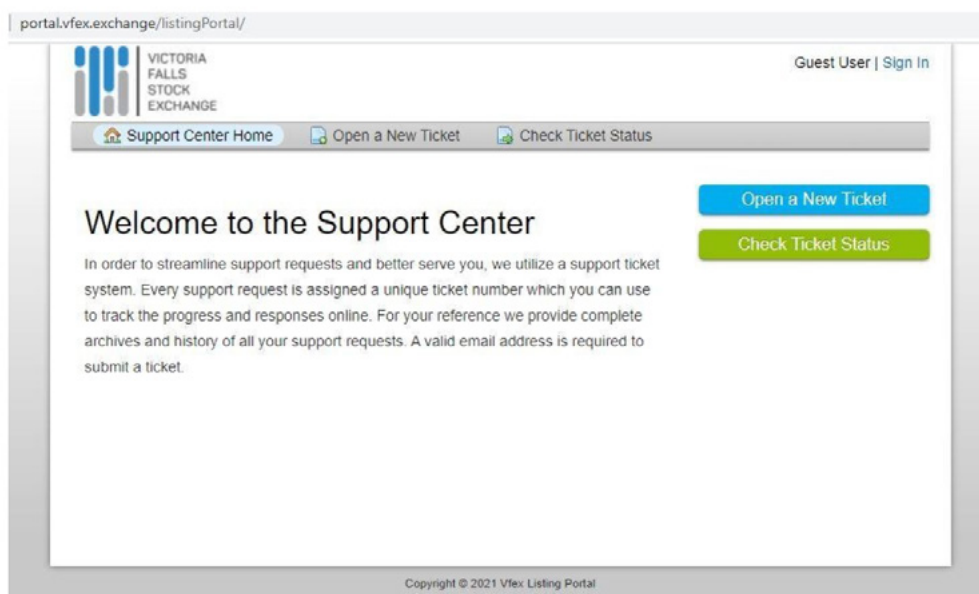 portal.vfex.exchange/listingPortal/
VICTORIA
FALLS
STOCK
EXCHANGE
Guest User | Sign In
Support Center Home
Open a New Ticket
Check Ticket Status
Open a New Ticket
Check Ticket Status
Welcome to the Support Center
In order to streamline support requests and better serve you, we utilize a support ticket
system. Every support request is assigned a unique ticket number which you can use
to track the progress and responses online. For your reference we provide complete
archives and history of all your support requests. A valid email address is required to
submit a ticket.
Copyright © 2021 Vfex Listing Portal